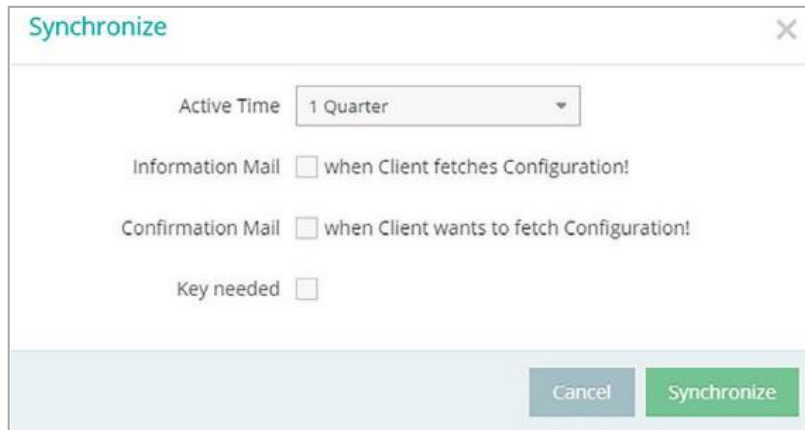 Synchronize
Active Time 1 Quarter
Information Mail when Client fetches Configuration!
Confirmation Mail when Client wants to fetch Configuration!
Key needed
Cancel Synchronize